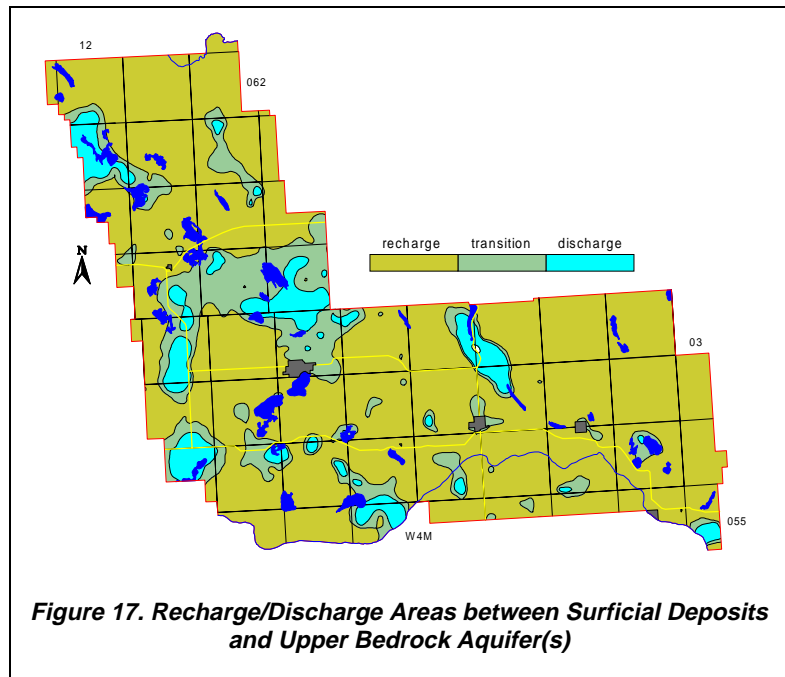 12
062
N
recharge transition discharge
03
055
W4M
Figure 17. Recharge/Discharge Areas between Surficial Deposits
and Upper Bedrock Aquifer(s)